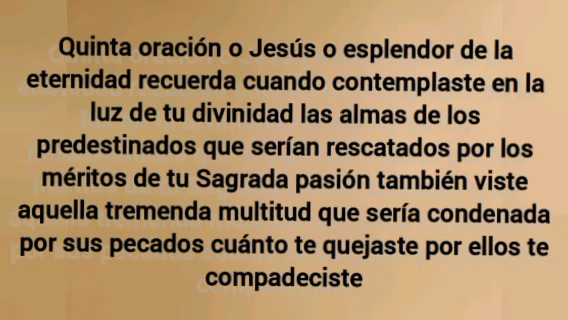 Quinta oración o Jesús o esplendor de la
eternidad recuerda cuando contemplaste en la
luz de tu divinidad las almas de los
predestinados que serían rescatados por los
méritos de tu Sagrada pasión también viste
aquella tremenda multitud que sería condenada
por sus pecados cuánto te quejaste por ellos te
compadeciste